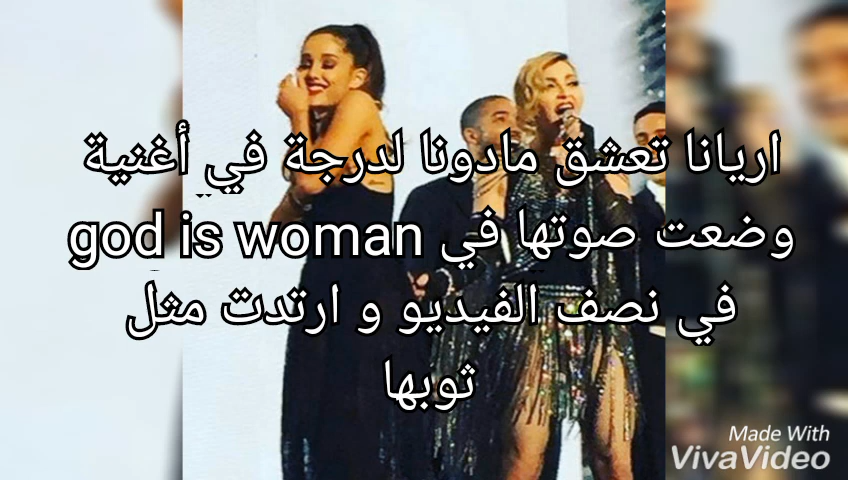 اريانا تعشق مادونا لدرجة في أغنية
وضعت صوتها في god is woman
في نصف الفيديو و ارتدت مثل
ثوبها
Made With
VivaVideo